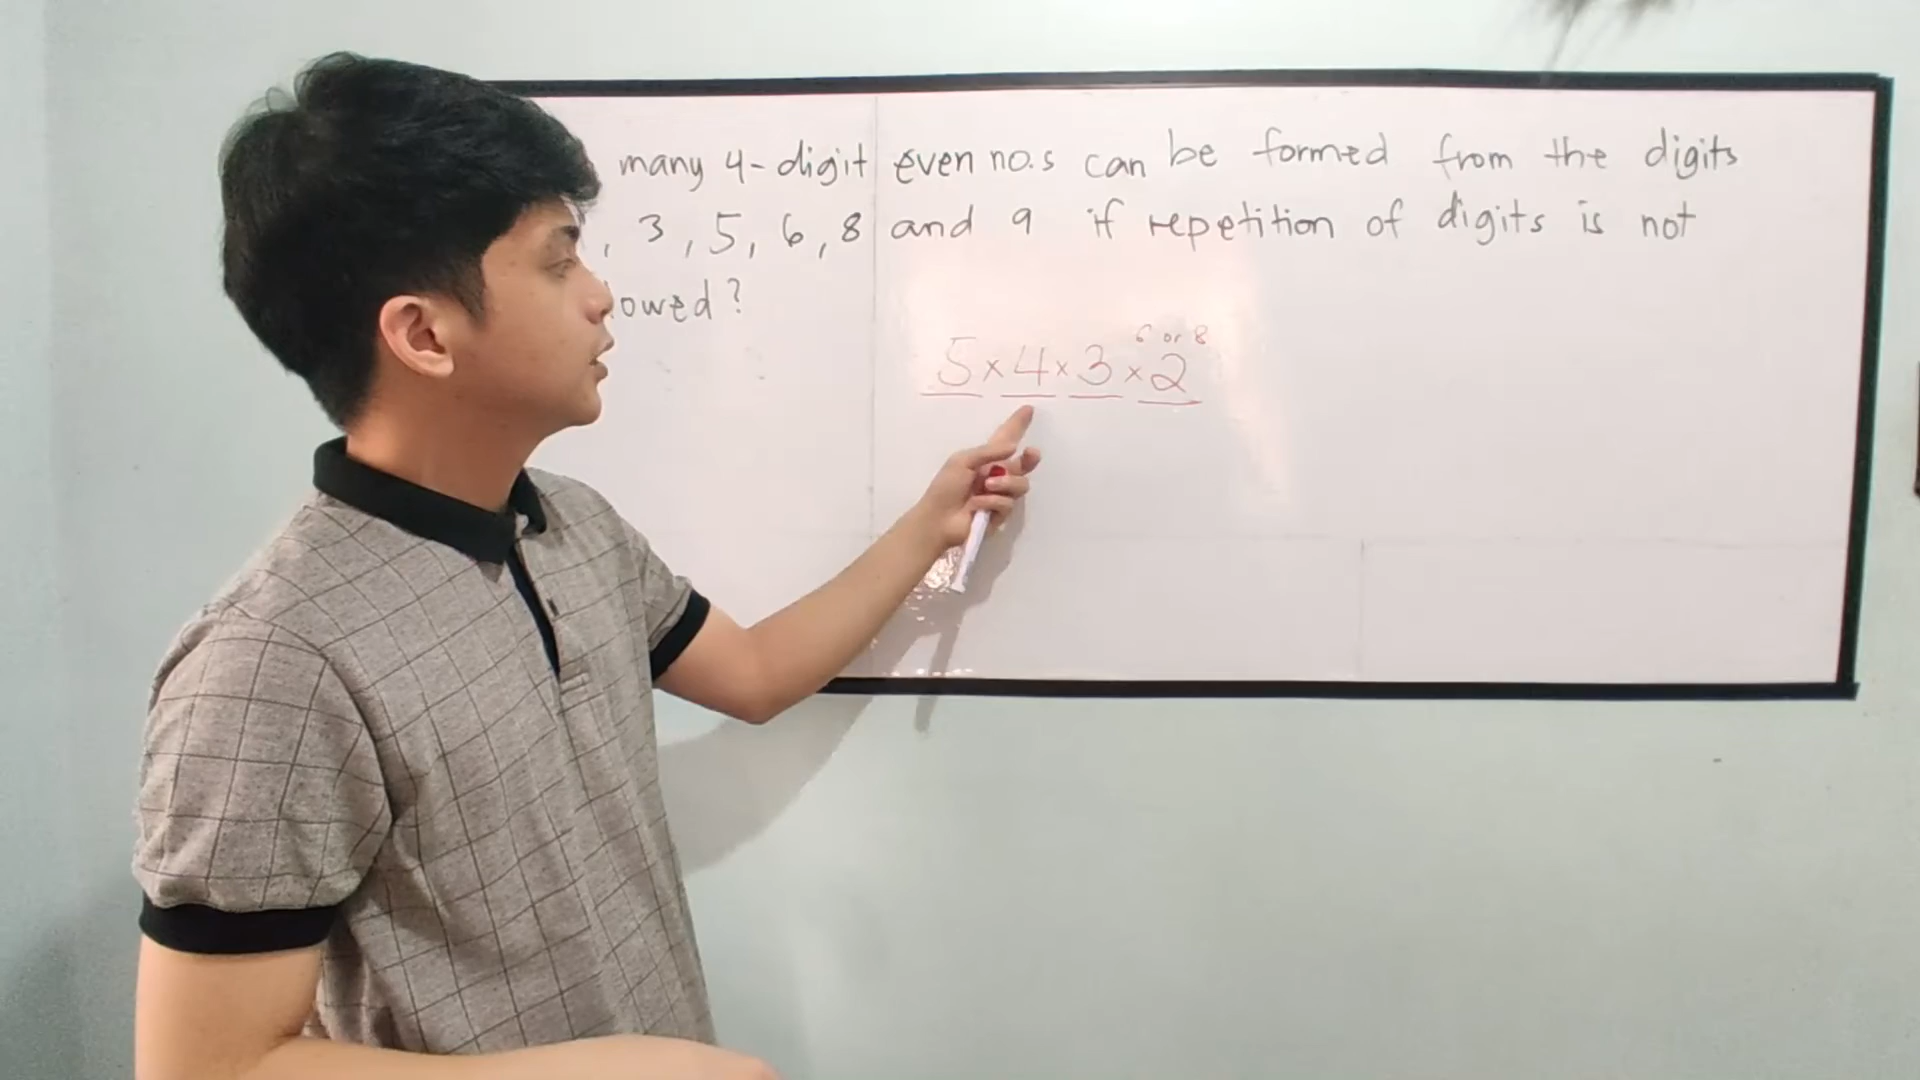 many 4-digit even no.s can be formed from the digits
, 3, 5, 6, 8 and 9 if repetition of digits is not
lowed?
6 or 8
5 × 4 × 3 × 2